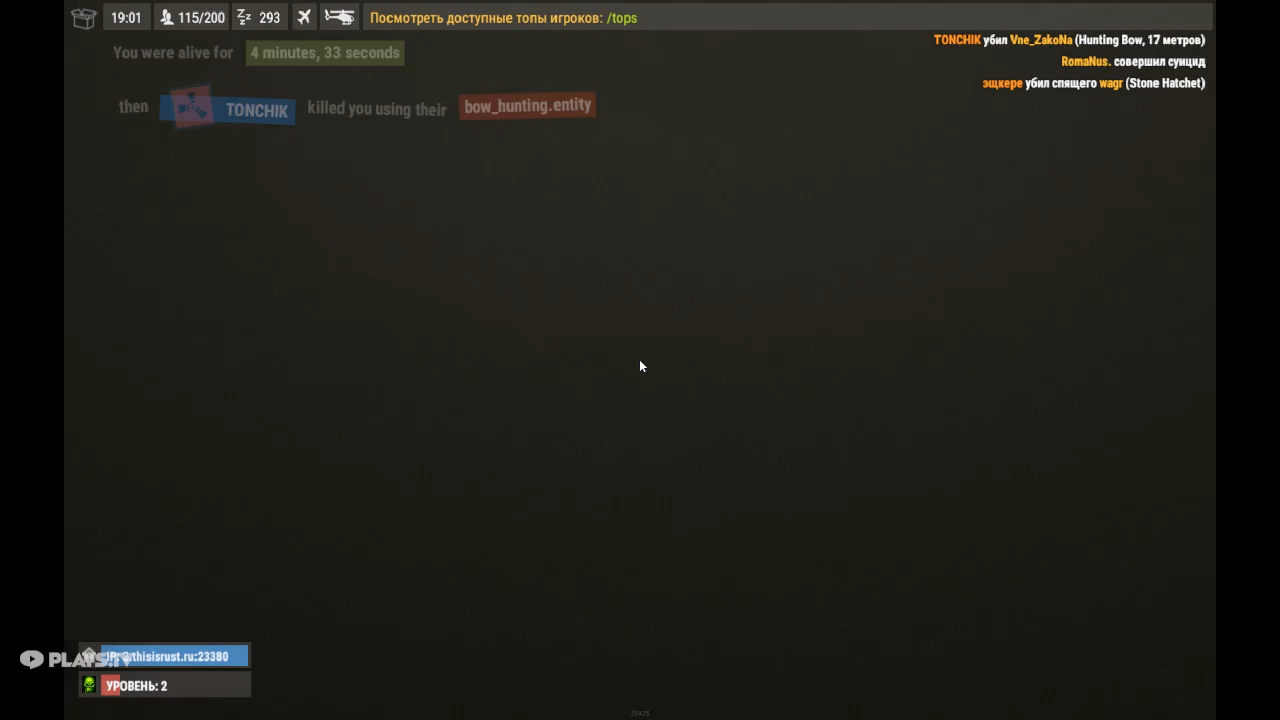 19:01 115/200 293 Посмотреть доступные топы игроков: /tops
TONCHIK убил Vne_ZakoNa (Hunting Bow, 17 метров)
You were alive for 4 minutes, 33 seconds
RomaNus. совершил суицид
эщкере убил спящего wagr (Stone Hatchet)
then TONCHIK killed you using their bow_hunting.entity
thisisrust.ru:23380
PLAYS.TV
УРОВЕНЬ: 2